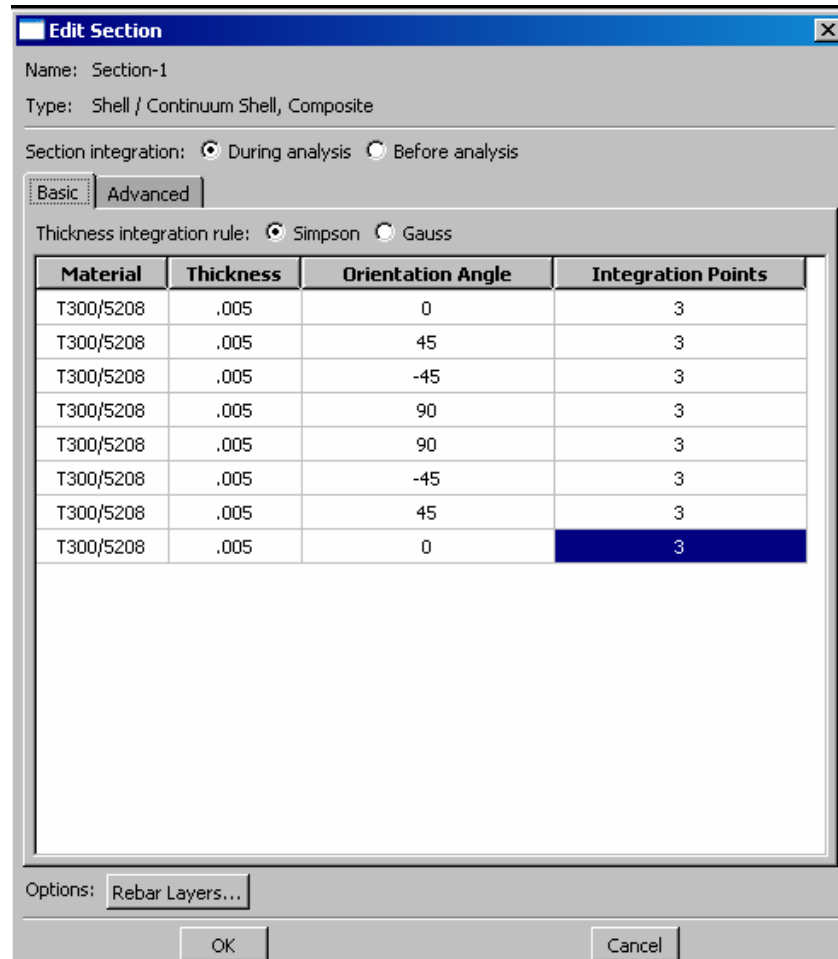 Edit Section
Name: Section-1
Type: Shell / Continuum Shell, Composite
Section integration: During analysis Before analysis
Basic Advanced
Thickness integration rule: Simpson Gauss
Material Thickness Orientation Angle Integration Points
T300/5208 .005 0 3
T300/5208 .005 45 3
T300/5208 .005 -45 3
T300/5208 .005 90 3
T300/5208 .005 90 3
T300/5208 .005 -45 3
T300/5208 .005 45 3
T300/5208 .005 0 3
Options: Rebar Layers...
OK Cancel